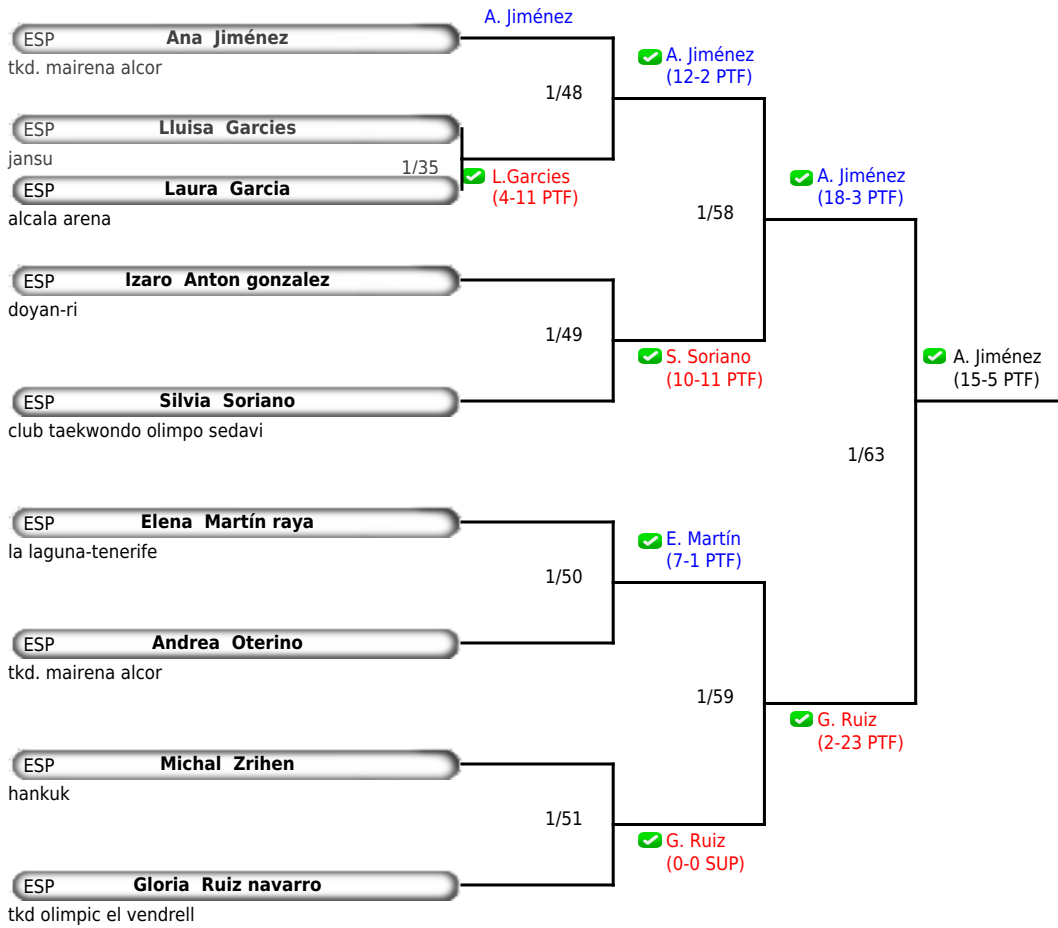 A. Jiménez
ESP Ana Jiménez
tkd. mairena alcor
A. Jiménez
(12-2 PTF)
1/48
ESP Lluisa Garcies
jansu
1/35
L.Garcies
(4-11 PTF)
ESP Laura Garcia
alcala arena
A. Jiménez
(18-3 PTF)
1/58
ESP Izaro Anton gonzalez
doyan-ri
1/49
S. Soriano
(10-11 PTF)
A. Jiménez
(15-5 PTF)
ESP Silvia Soriano
club taekwondo olimpo sedavi
1/63
ESP Elena Martín raya
la laguna-tenerife
E. Martín
(7-1 PTF)
1/50
ESP Andrea Oterino
tkd. mairena alcor
1/59
G. Ruiz
(2-23 PTF)
ESP Michal Zrihen
hankuk
1/51
G. Ruiz
(0-0 SUP)
ESP Gloria Ruiz navarro
tkd olimpic el vendrell